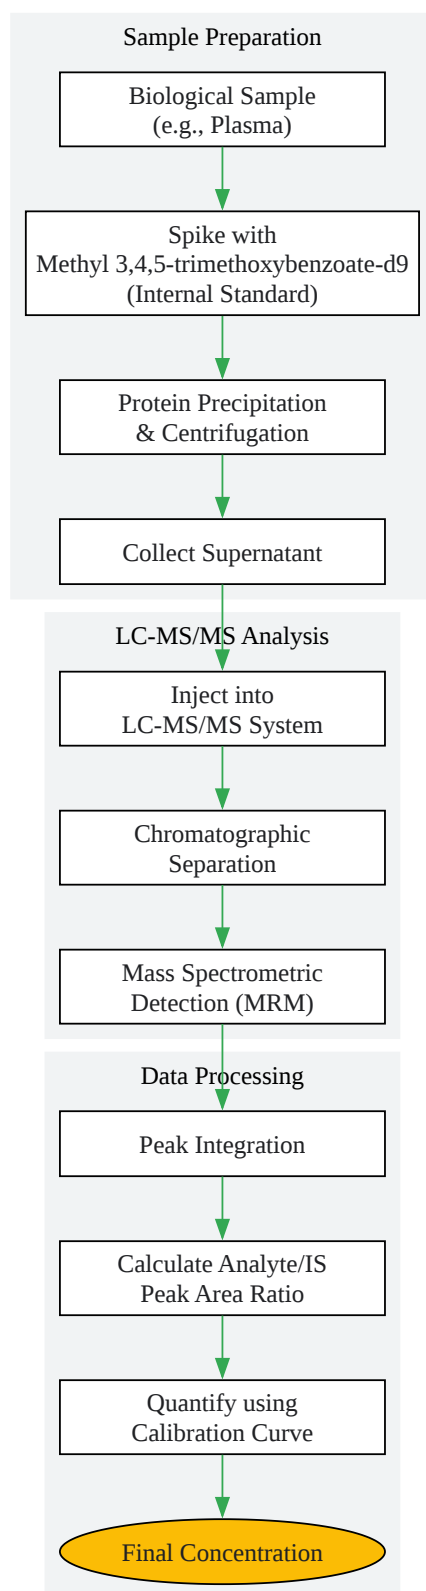 Sample Preparation
Biological Sample
(e.g., Plasma)
Spike with
Methyl 3,4,5-trimethoxybenzoate-d9
(Internal Standard)
Protein Precipitation
& Centrifugation
Collect Supernatant
LC-MS/MS Analysis
Inject into
LC-MS/MS System
Chromatographic
Separation
Mass Spectrometric
Detection (MRM)
Data Processing
Peak Integration
Calculate Analyte/IS
Peak Area Ratio
Quantify using
Calibration Curve
Final Concentration